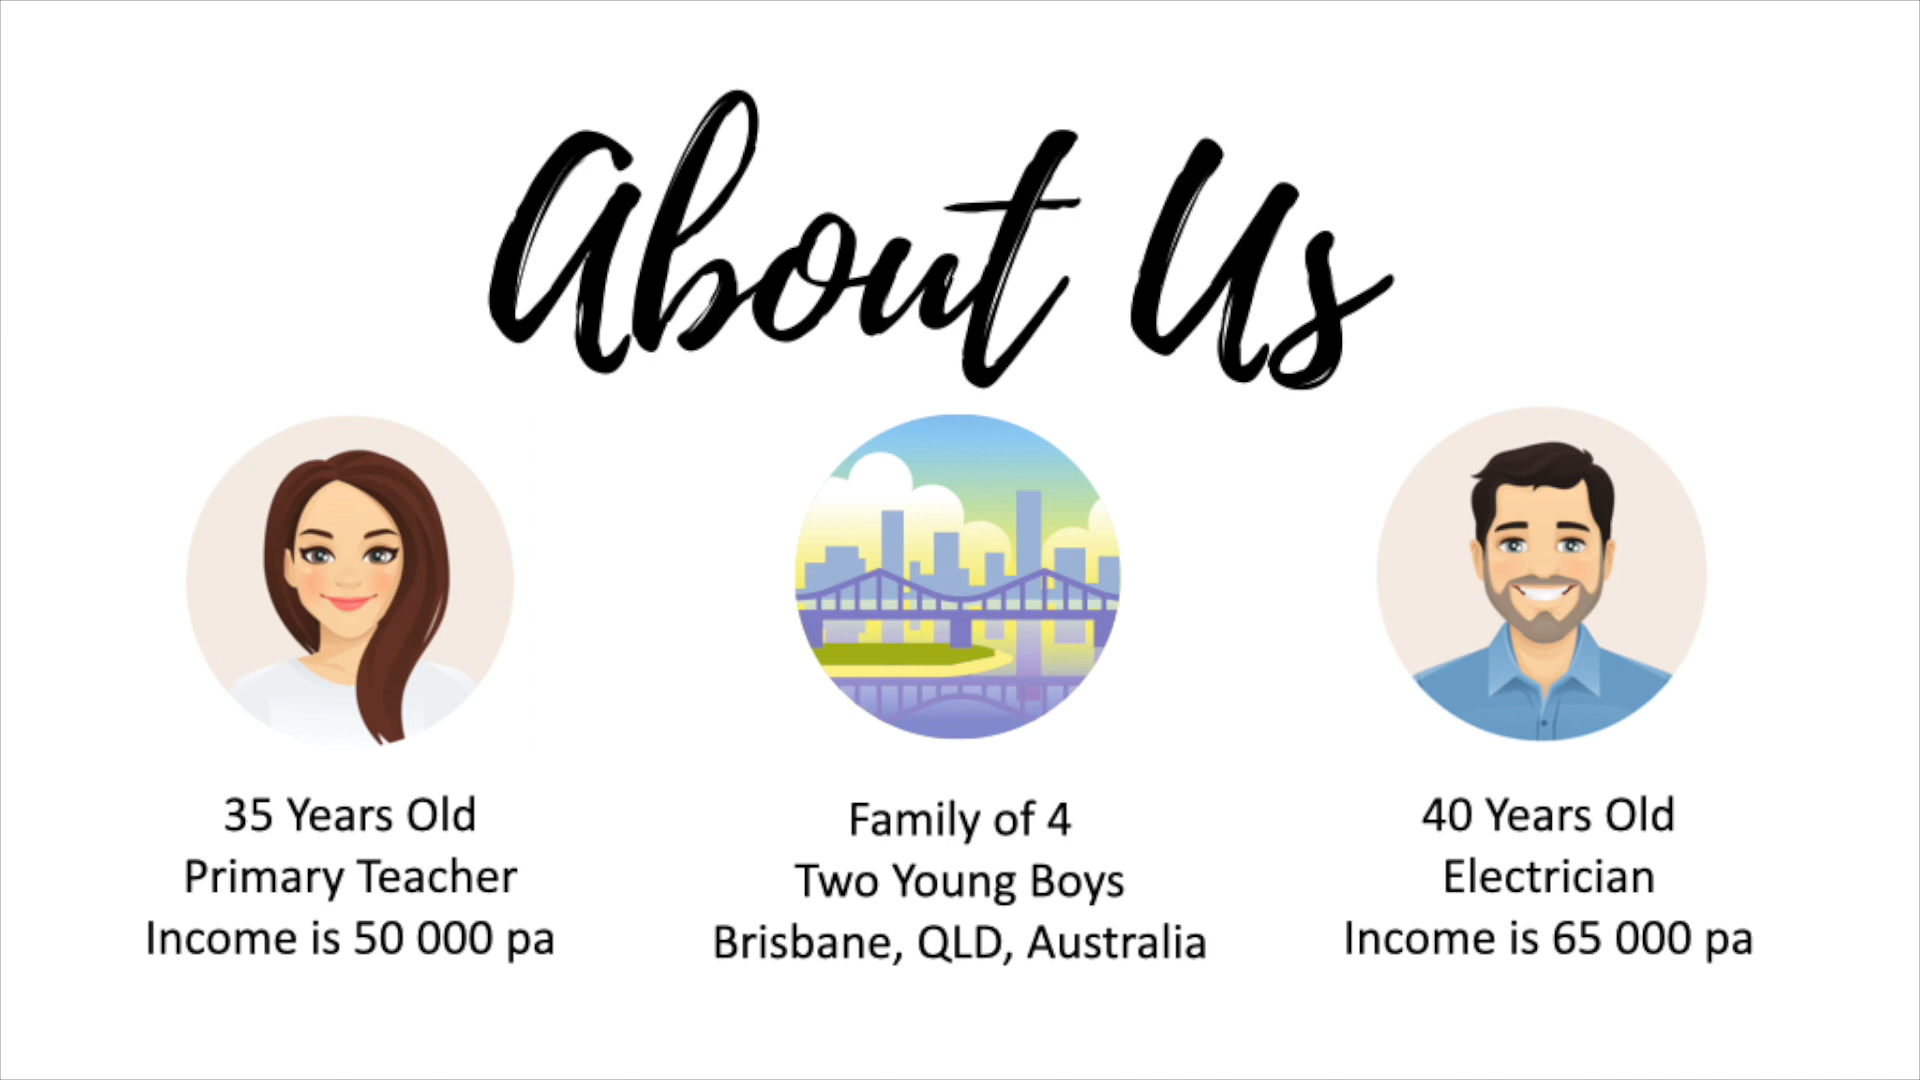 About Us
35 Years Old
Primary Teacher
Income is 50 000 pa
Family of 4
Two Young Boys
Brisbane, QLD, Australia
40 Years Old
Electrician
Income is 65 000 pa